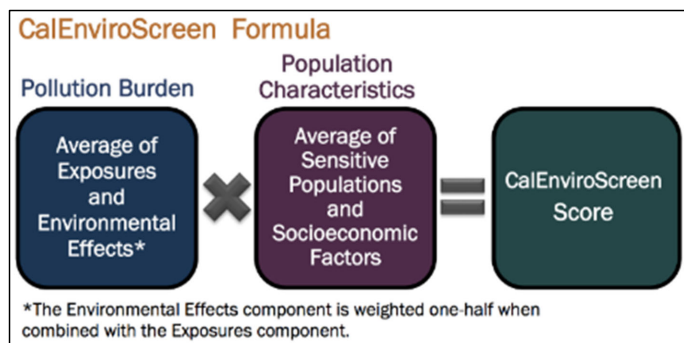 CalEnviroScreen Formula
Pollution Burden
Average of
Exposures
and
Environmental
Effects*
Population
Characteristics
Average of
Sensitive
Populations
and
Socioeconomic
Factors
CalEnviroScreen
Score
*The Environmental Effects component is weighted one-half when
combined with the Exposures component.